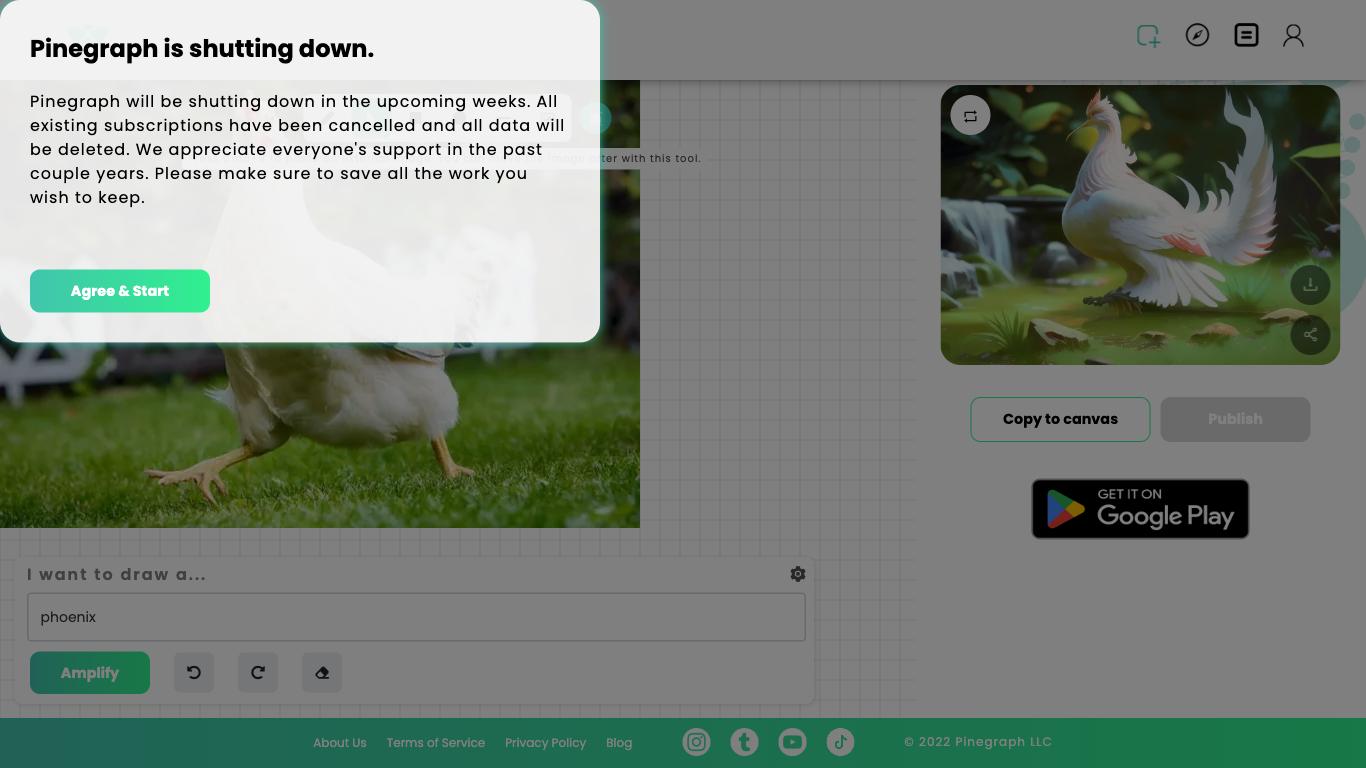 Pinegraph is shutting down.
Pinegraph will be shutting down in the upcoming weeks. All
existing subscriptions have been cancelled and all data will
be deleted. We appreciate everyone's support in the past
couple years. Please make sure to save all the work you
wish to keep.
with this tool.
Agree & Start
Copy to canvas
Publish
GET IT ON
Google Play
I want to draw a...
phoenix
Amplify
About Us Terms of Service Privacy Policy Blog © 2022 Pinegraph LLC